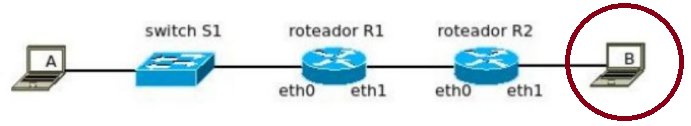 switch S1 roteador R1 roteador R2
A B
eth0 eth1 eth0 eth1